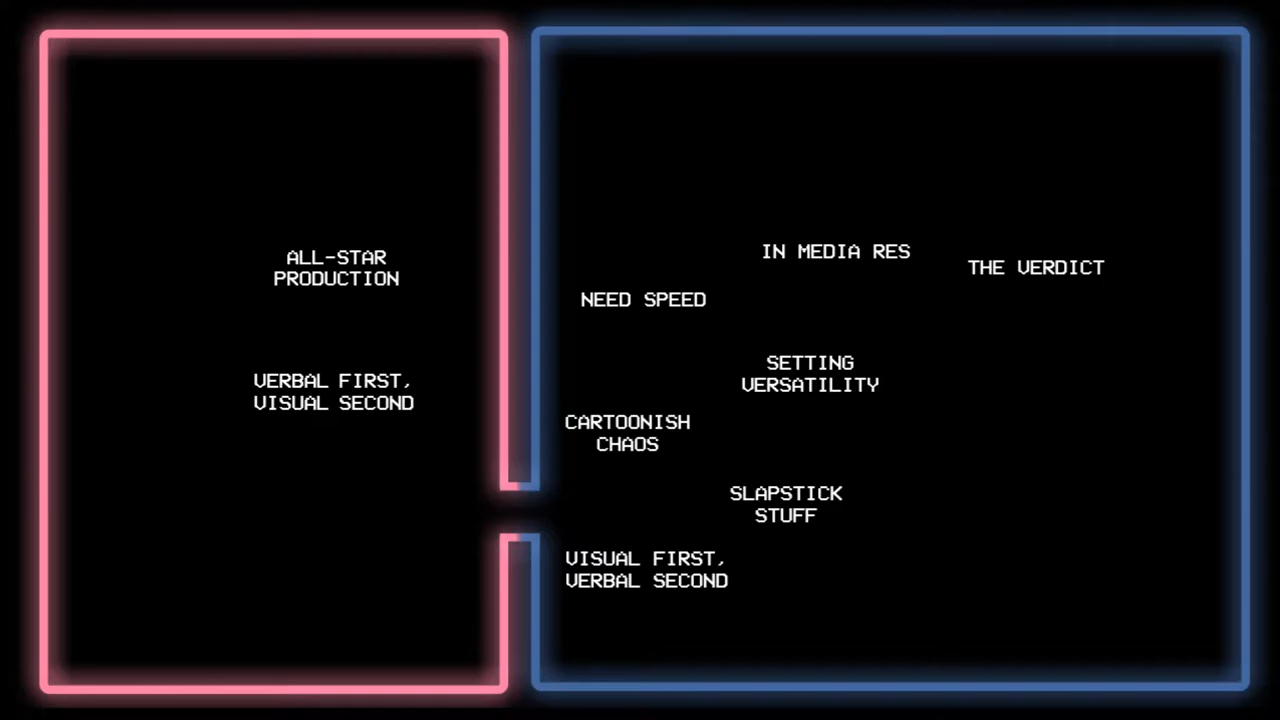 ALL-STAR
PRODUCTION
VERBAL FIRST,
VISUAL SECOND
IN MEDIA RES
THE VERDICT
NEED SPEED
SETTING
VERSATILITY
CARTOONISH
CHAOS
SLAPSTICK
STUFF
VISUAL FIRST,
VERBAL SECOND